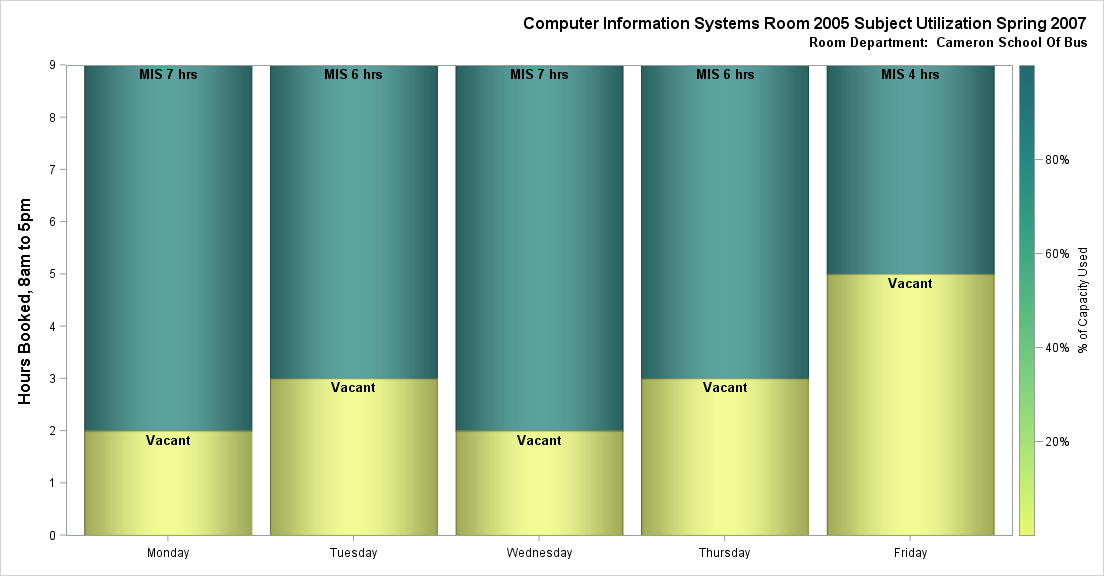 Computer Information Systems Room 2005 Subject Utilization Spring 2007
Room Department:  Cameron School Of Bus
Hours Booked, 8am to 5pm
9
8
7
6
5
4
3
2
1
0
MIS 7 hrs
MIS 6 hrs
MIS 7 hrs
MIS 6 hrs
MIS 4 hrs
Vacant
Vacant
Vacant
Vacant
Vacant
Monday
Tuesday
Wednesday
Thursday
Friday
80%
60%
40%
20%
% of Capacity Used